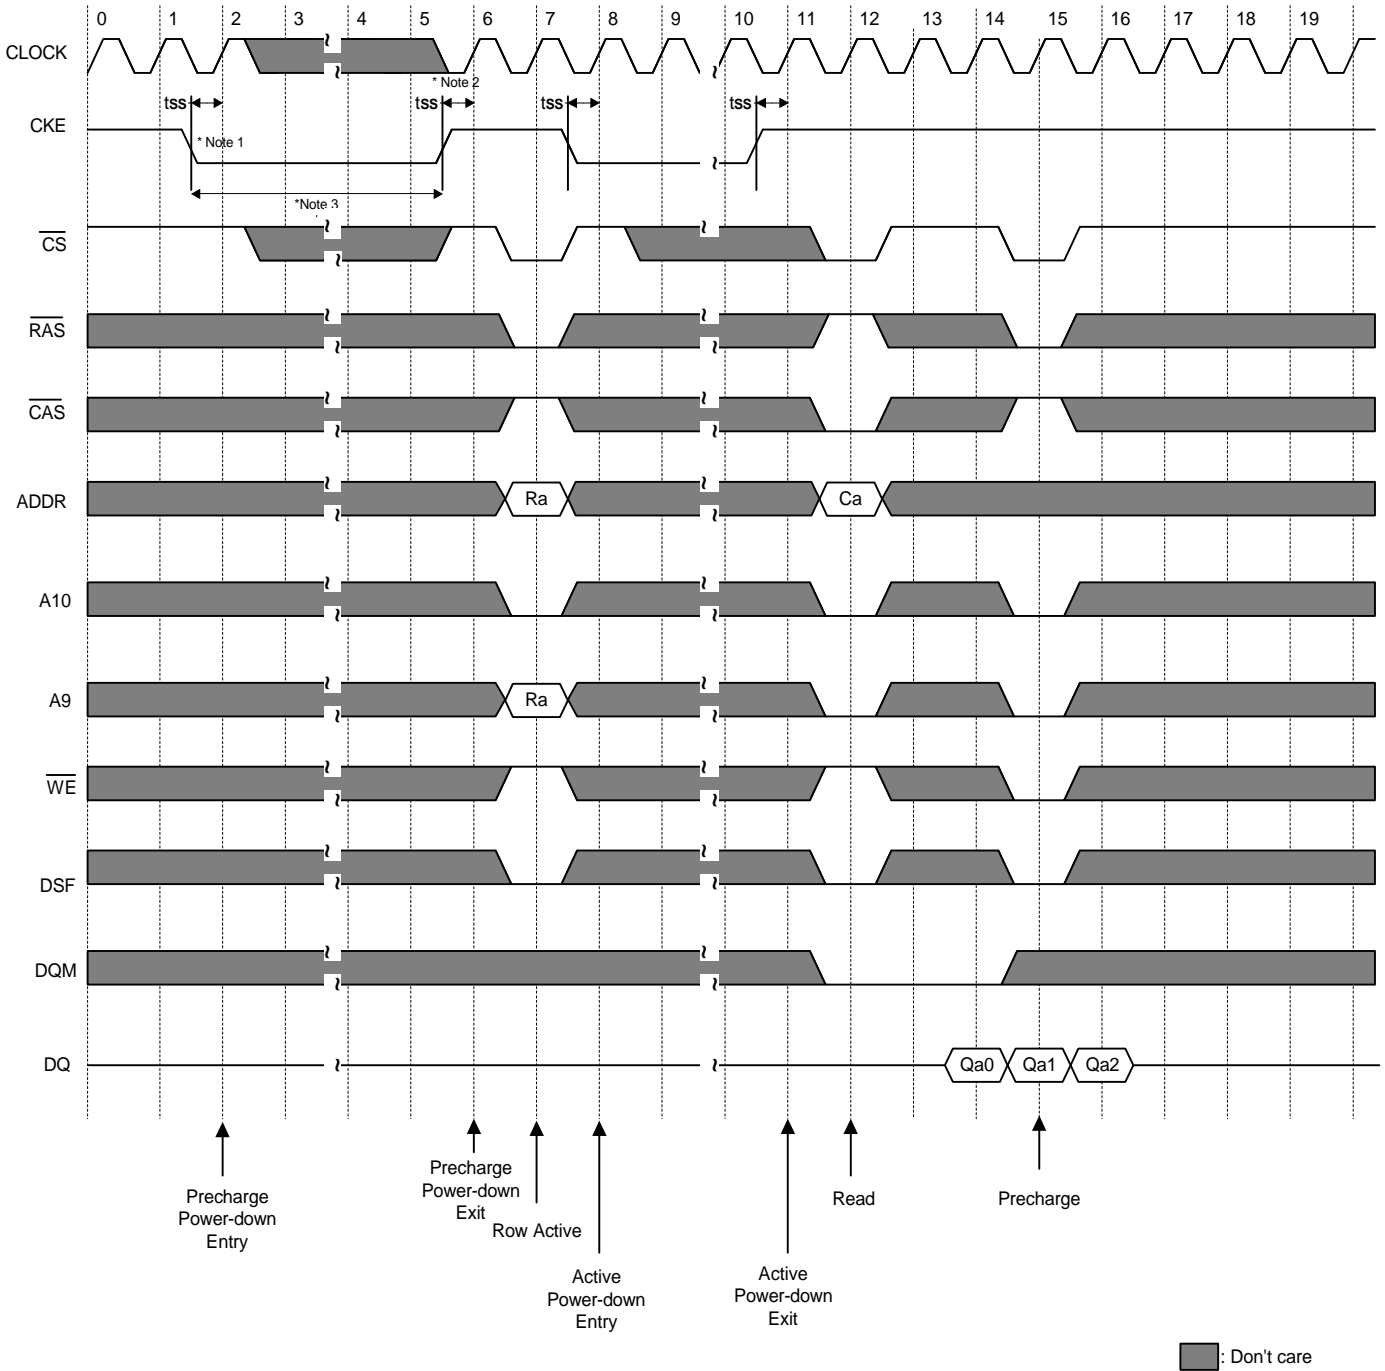 0 1 2 3 4 5 6 7 8 9 10 11 12 13 14 15 16 17 18 19
CLOCK
* Note 2
tss tss tss tss
CKE
* Note 1
*Note 3
CS
RAS
CAS
ADDR Ra Ca
A10
A9 Ra
WE
DSF
DQM
DQ Qa0 Qa1 Qa2
Precharge
Power-down
Entry
Precharge
Power-down
Exit
Row Active
Active
Power-down
Entry
Active
Power-down
Exit
Read
Precharge
: Don't care